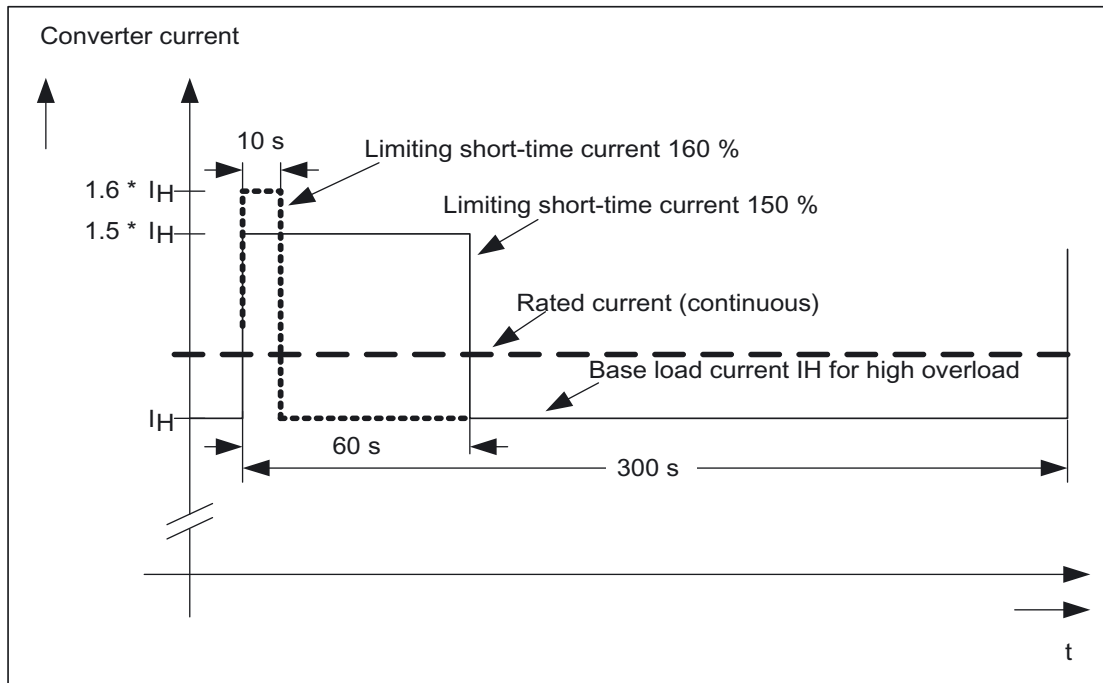 Converter current
10 s
Limiting short-time current 160 %
1.6 * IH
Limiting short-time current 150 %
1.5 * IH
Rated current (continuous)
Base load current IH for high overload
IH
60 s
300 s
t